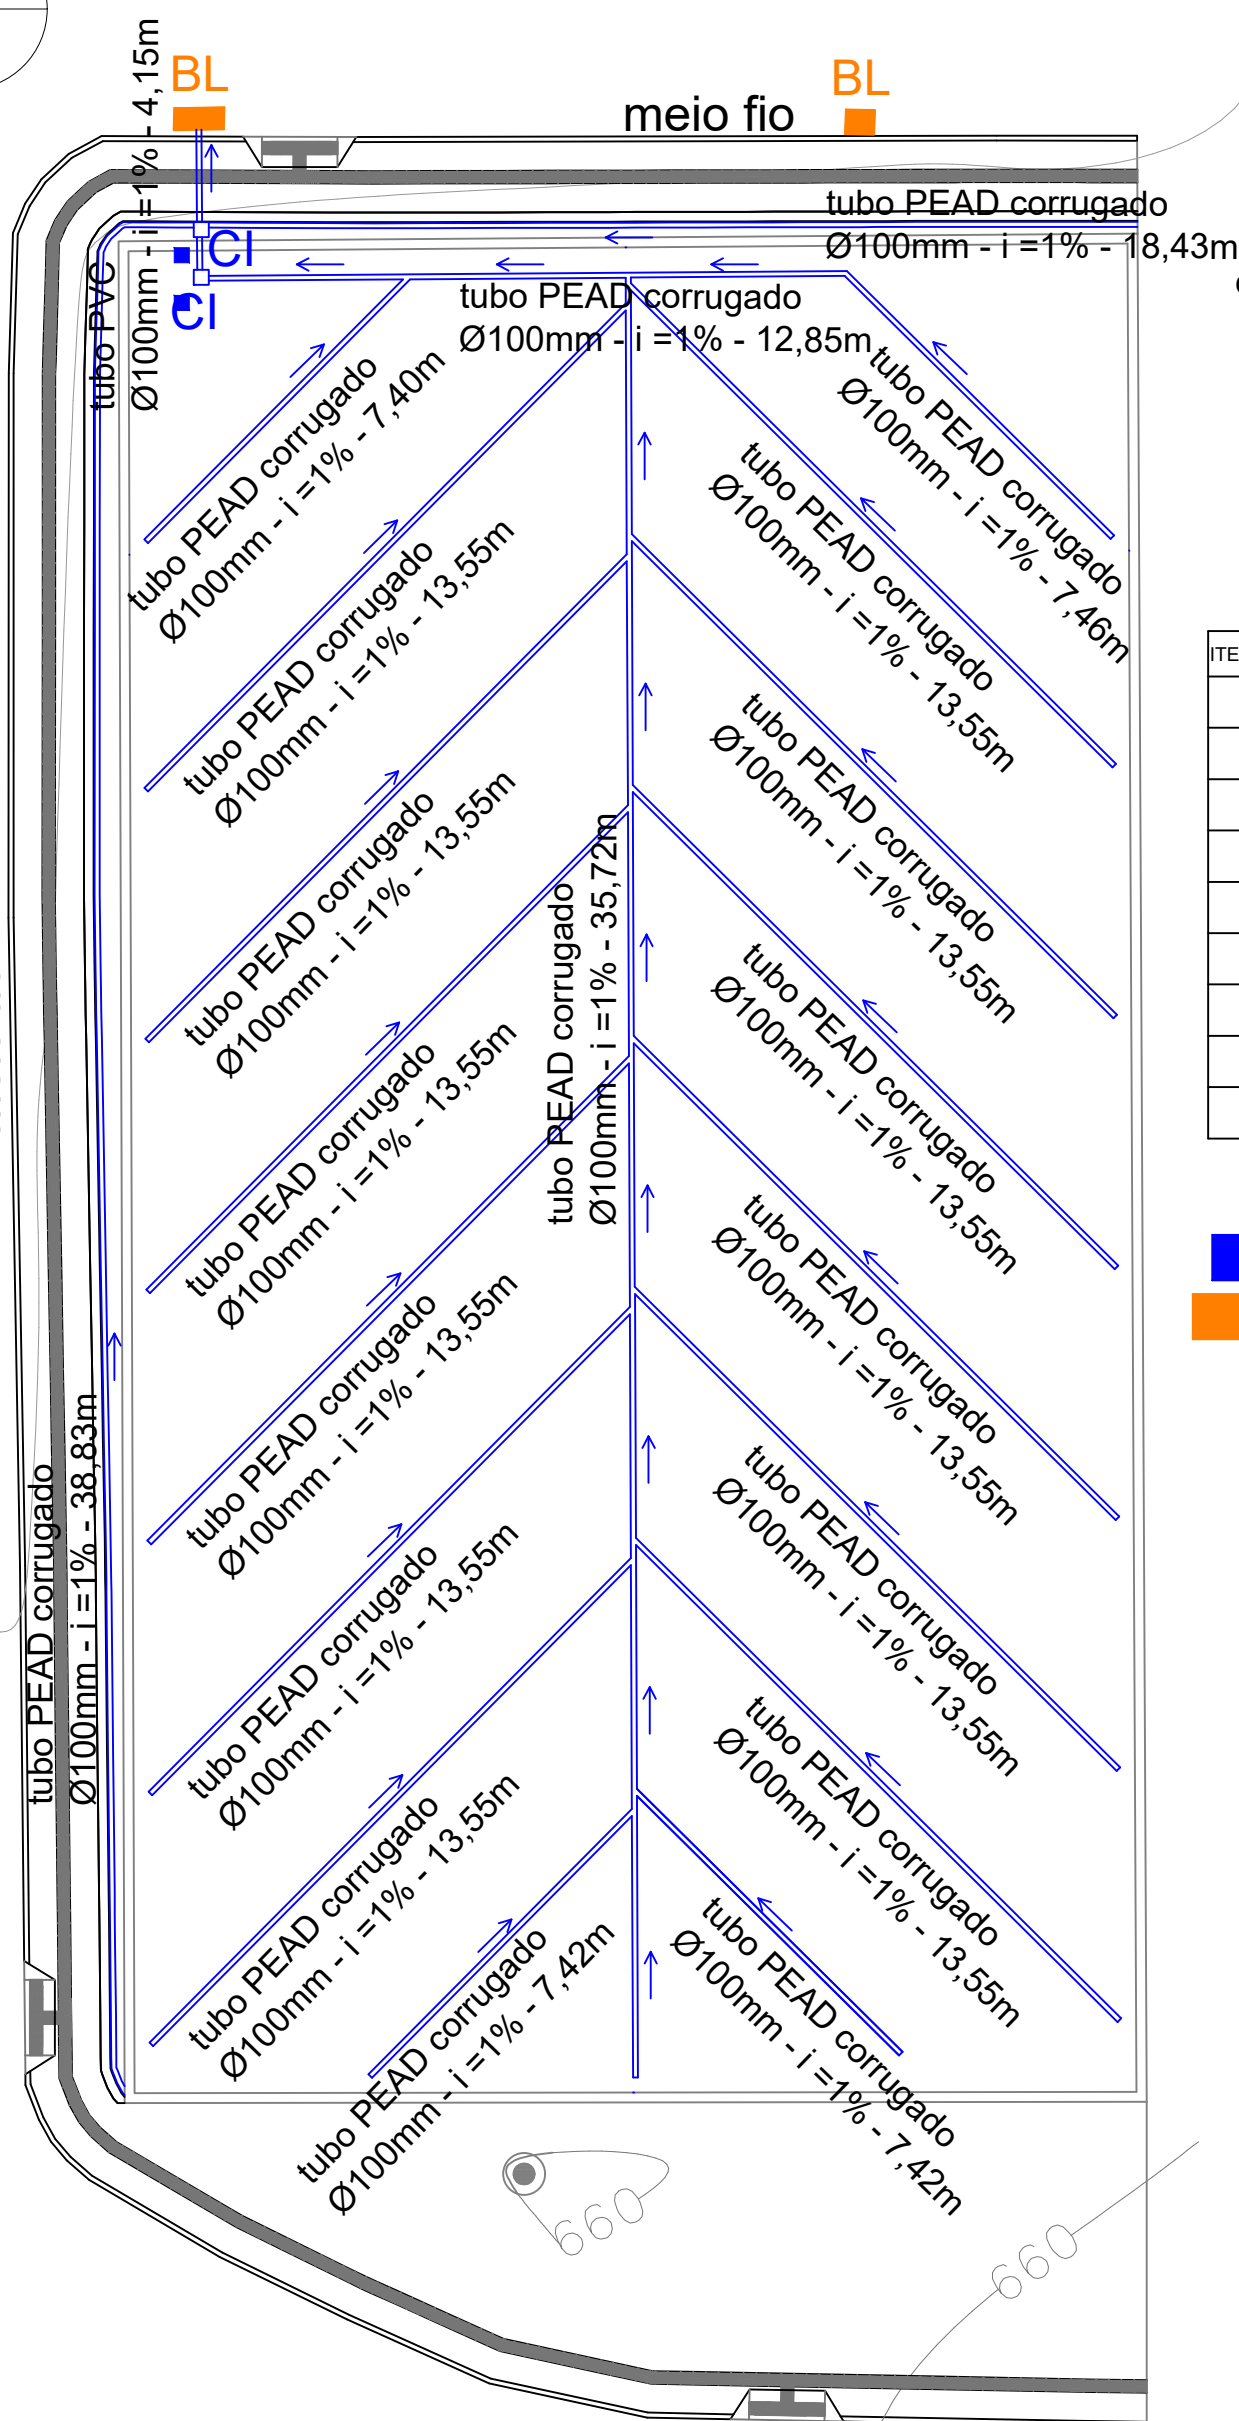 BL
BL
meio fio
tubo PVC
Ø100mm - i =1% - 4,15m
tubo PEAD corrugado
Ø100mm - i =1% - 18,43m
CI
CI
tubo PEAD corrugado
Ø100mm - i =1% - 12,85m
tubo PEAD corrugado
Ø100mm - i =1% - 7,40m
tubo PEAD corrugado
Ø100mm - i =1% - 7,46m
tubo PEAD corrugado
Ø100mm - i =1% - 13,55m
tubo PEAD corrugado
Ø100mm - i =1% - 13,55m
ITE
tubo PEAD corrugado
Ø100mm - i =1% - 13,55m
tubo PEAD corrugado
Ø100mm - i =1% - 13,55m
tubo PEAD corrugado
Ø100mm - i =1% - 35,72m
tubo PEAD corrugado
Ø100mm - i =1% - 13,55m
tubo PEAD corrugado
Ø100mm - i =1% - 13,55m
tubo PEAD corrugado
Ø100mm - i =1% - 13,55m
tubo PEAD corrugado
Ø100mm - i =1% - 13,55m
tubo PEAD corrugado
Ø100mm - i =1% - 38,83m
tubo PEAD corrugado
Ø100mm - i =1% - 13,55m
tubo PEAD corrugado
Ø100mm - i =1% - 13,55m
tubo PEAD corrugado
Ø100mm - i =1% - 13,55m
tubo PEAD corrugado
Ø100mm - i =1% - 13,55m
tubo PEAD corrugado
Ø100mm - i =1% - 7,42m
tubo PEAD corrugado
Ø100mm - i =1% - 7,42m
660
660